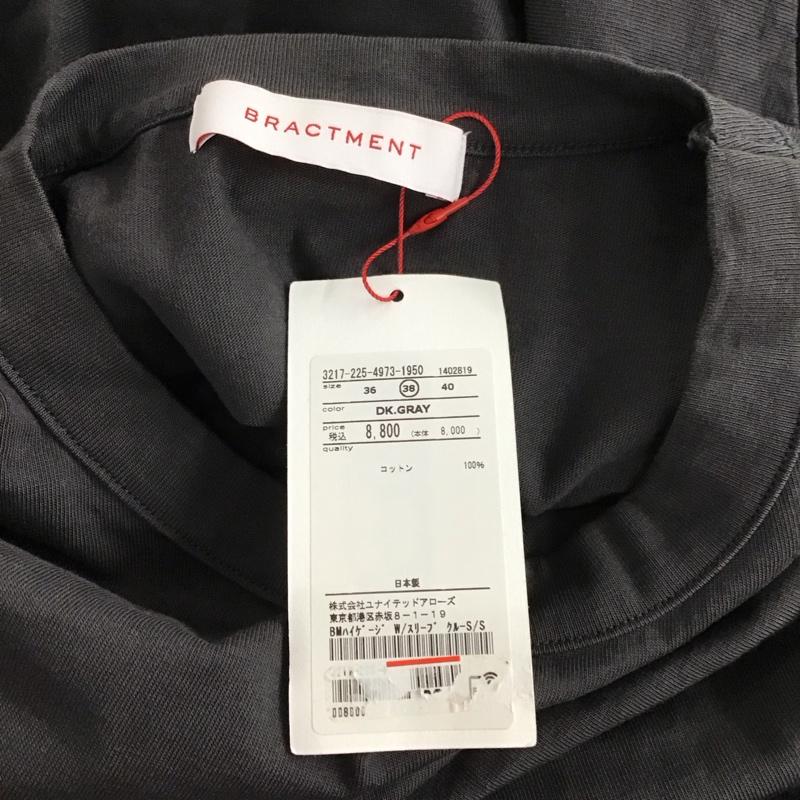 BRACTMENT
3217-225-4973-1950 1402819
size 36 38 40
color DK.GRAY
price 税込 8,800 (本体 8,000 )
quality
コットン 100%
日本製
株式会社ユナイテッドアローズ
東京都港区赤坂8-1-19
BMハイゲージ W/スリーブ クルーS/S